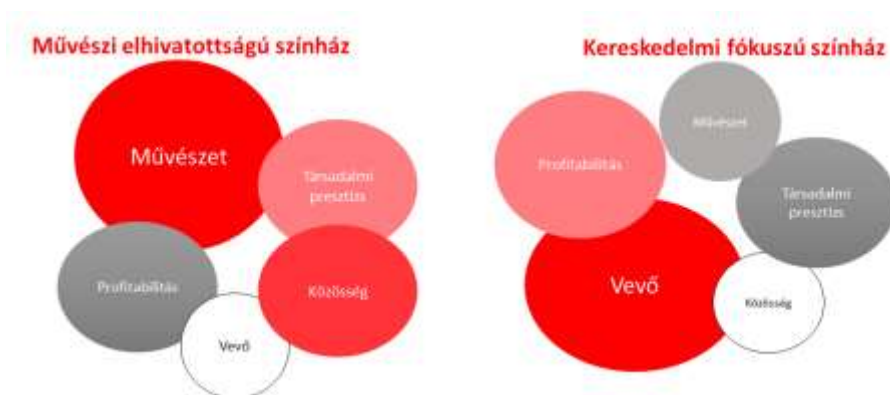 Művészi elhivatottságú színház
Művészet
Társadalmi
presztízs
Profitabilitás
Közösség
Vevő
Kereskedelmi fókuszú színház
Művészet
Profitabilitás
Társadalmi
presztízs
Vevő
Közösség